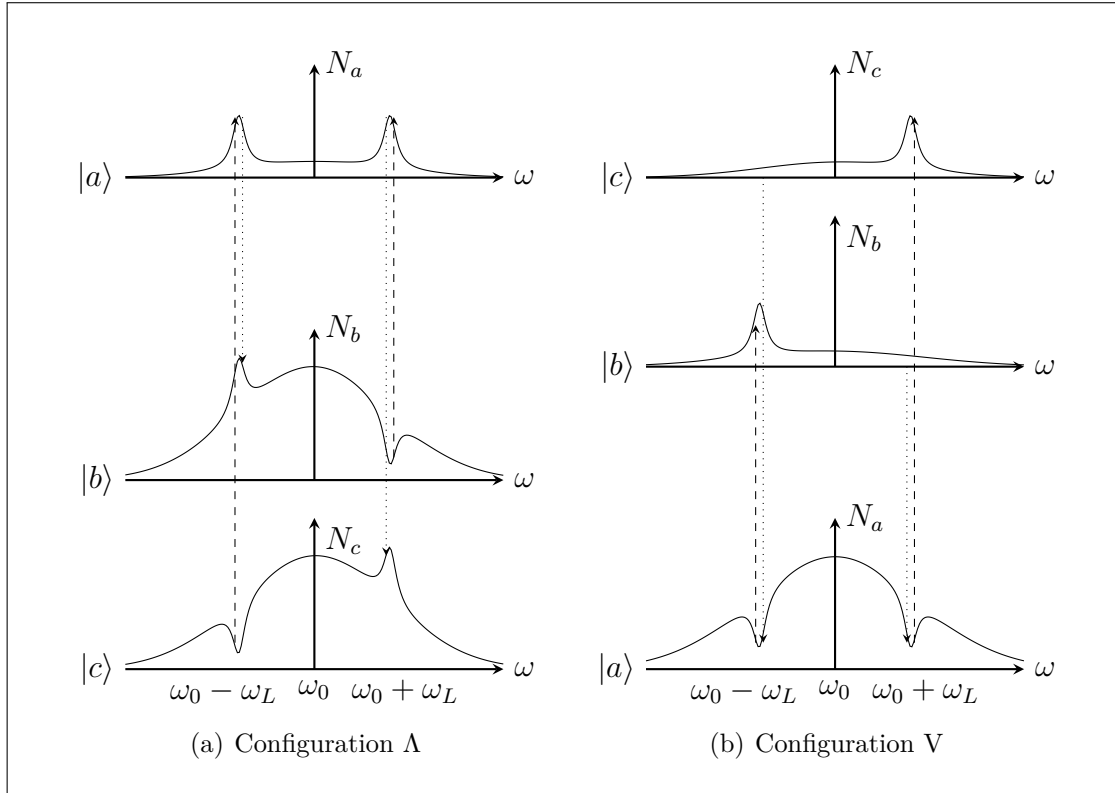 N_a
|a⟩
ω
N_b
|b⟩
ω
N_c
|c⟩
ω
ω_0 − ω_L
ω_0
ω_0 + ω_L
(a) Configuration Λ
N_c
|c⟩
ω
N_b
|b⟩
ω
N_a
|a⟩
ω
ω_0 − ω_L
ω_0
ω_0 + ω_L
(b) Configuration V